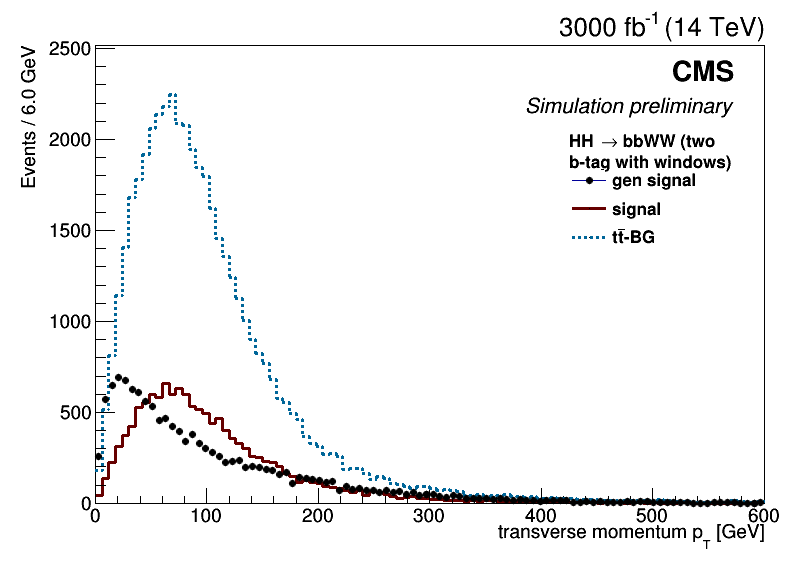 3000 fb⁻¹ (14 TeV)
CMS
Simulation preliminary
HH → bbWW (two
b-tag with windows)
gen signal
signal
tt̄-BG
Events / 6.0 GeV
2500
2000
1500
1000
500
0
0 100 200 300 400 500 600
transverse momentum p_T [GeV]